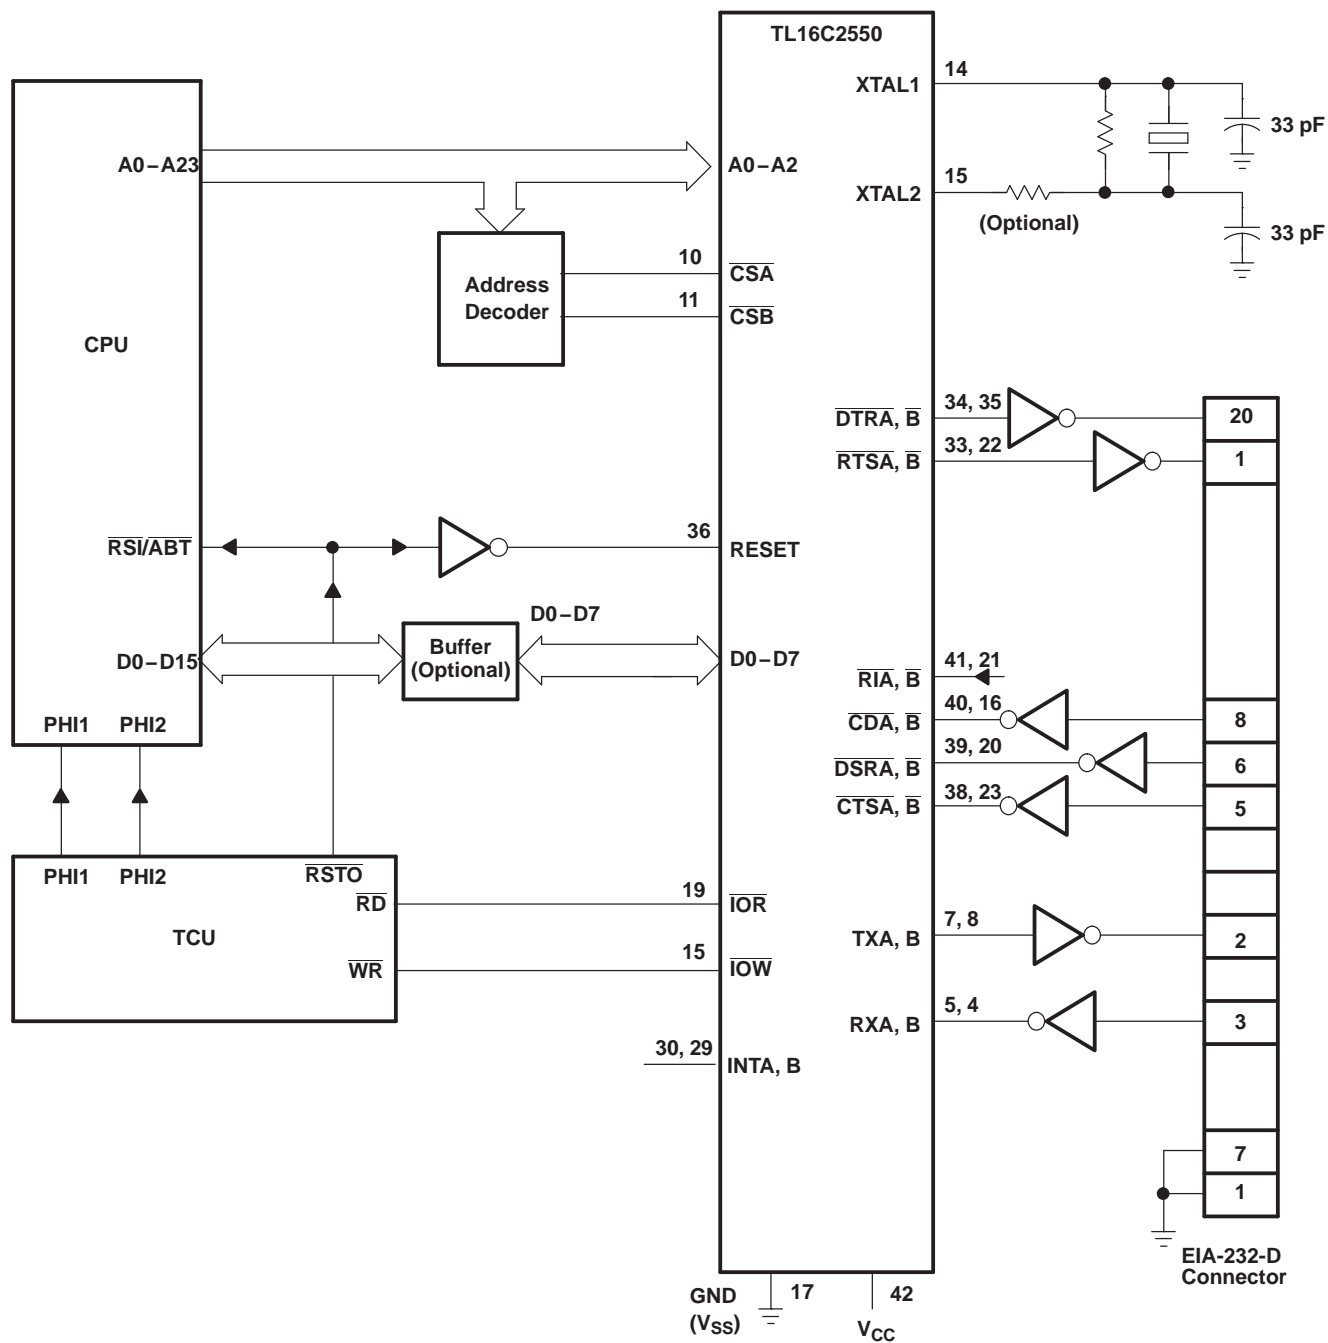 TL16C2550
14
XTAL1
33 pF
A0–A23
A0–A2
15
XTAL2
(Optional)
33 pF
10
CSA
Address
Decoder
11
CSB
CPU
34, 35
DTRA, B
20
33, 22
RTSA, B
1
RSI/ABT
36
RESET
D0–D7
D0–D15
Buffer
(Optional)
D0–D7
41, 21
RIA, B
40, 16
CDA, B
8
PHI1 PHI2
39, 20
DSRA, B
6
38, 23
CTSA, B
5
PHI1 PHI2
RSTO
RD
19
IOR
TCU
7, 8
TXA, B
2
WR
15
IOW
5, 4
RXA, B
3
30, 29
INTA, B
7
1
EIA-232-D
Connector
GND
(VSS)
17
42
VCC